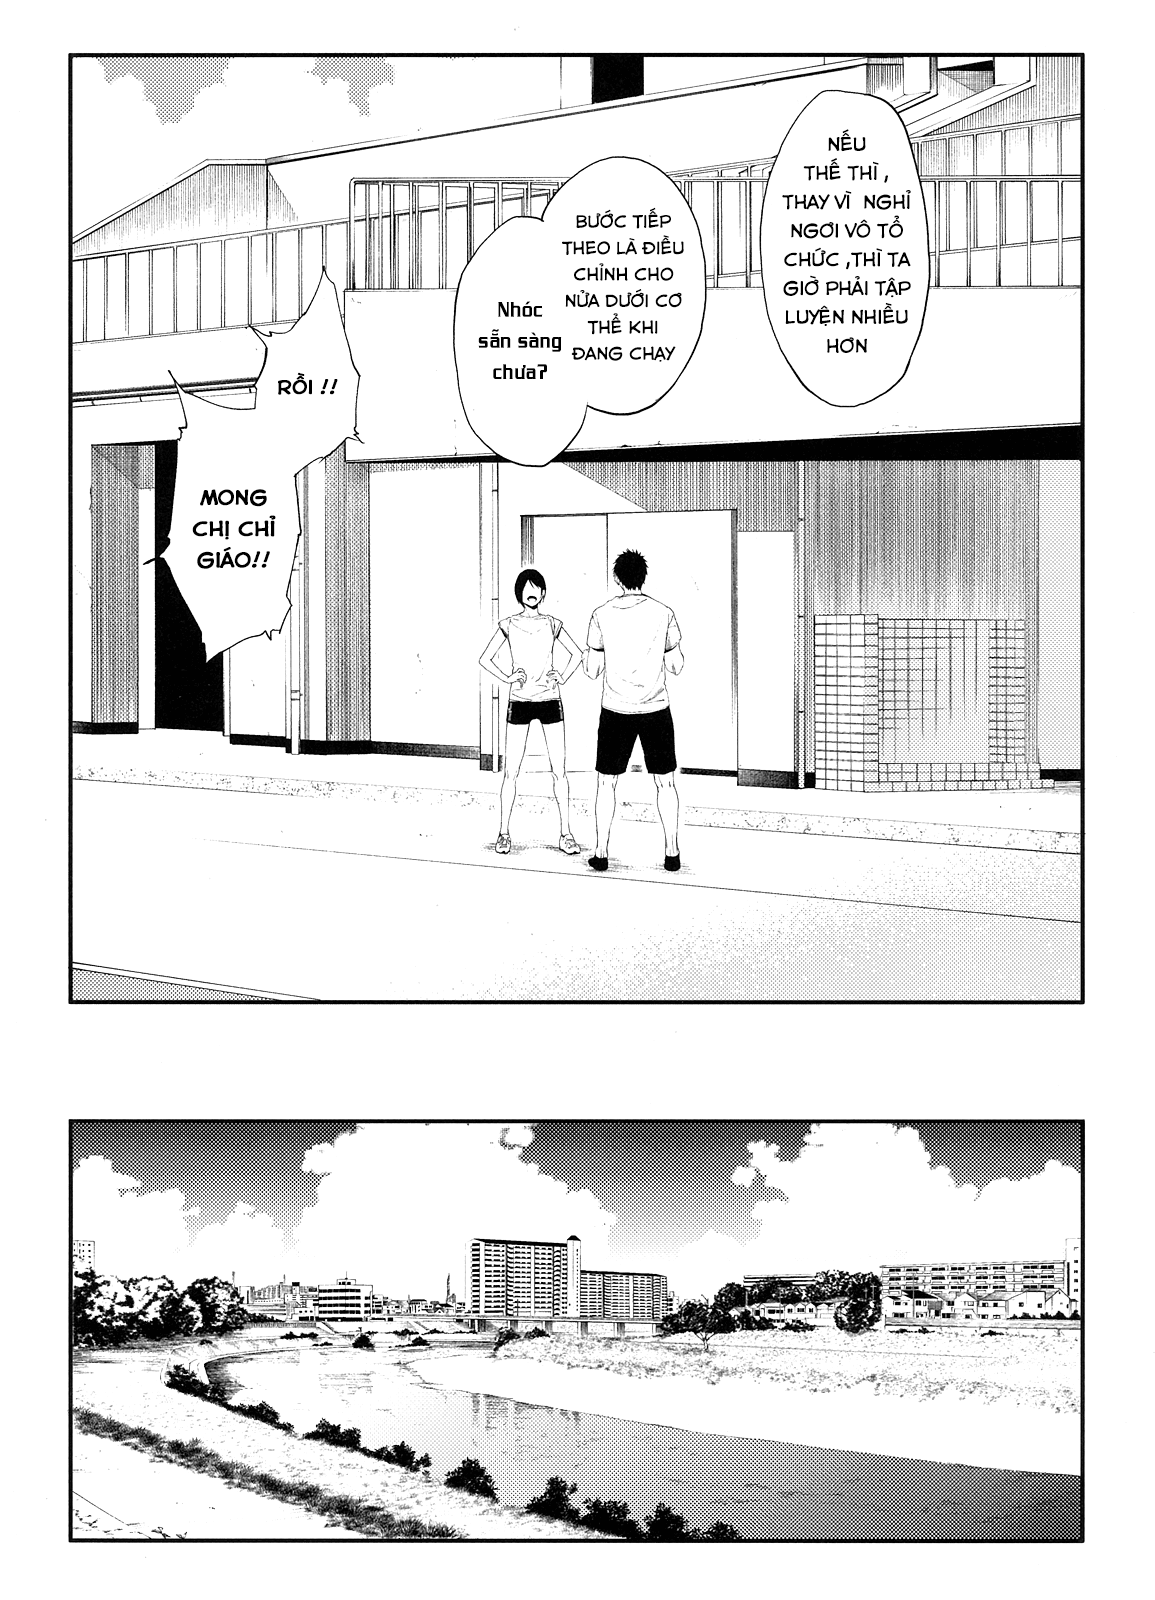 NẾU
THẾ THÌ ,
THAY VÌ NGHỈ
NGƠI VÔ TỔ
CHỨC ,THÌ TA
GIỜ PHẢI TẬP
LUYỆN NHIỀU
HƠN
BƯỚC TIẾP
THEO LÀ ĐIỀU
CHỈNH CHO
NỬA DƯỚI CƠ
THỂ KHI
ĐANG CHẠY
Nhóc
sẵn sàng
chưa?
RỒI !!
MONG
CHỊ CHỈ
GIÁO!!